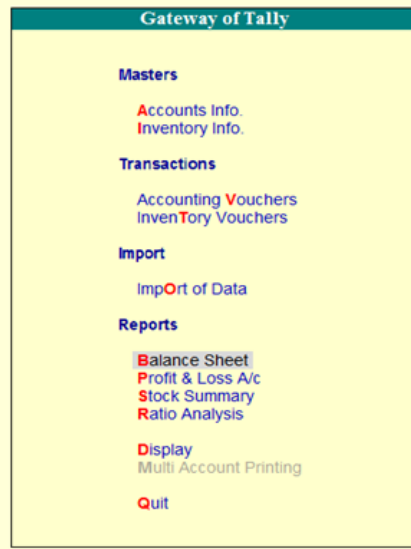 Gateway of Tally
Masters
Accounts Info.
Inventory Info.
Transactions
Accounting Vouchers
InvenTory Vouchers
Import
ImpOrt of Data
Reports
Balance Sheet
Profit & Loss A/c
Stock Summary
Ratio Analysis
Display
Multi Account Printing
Quit